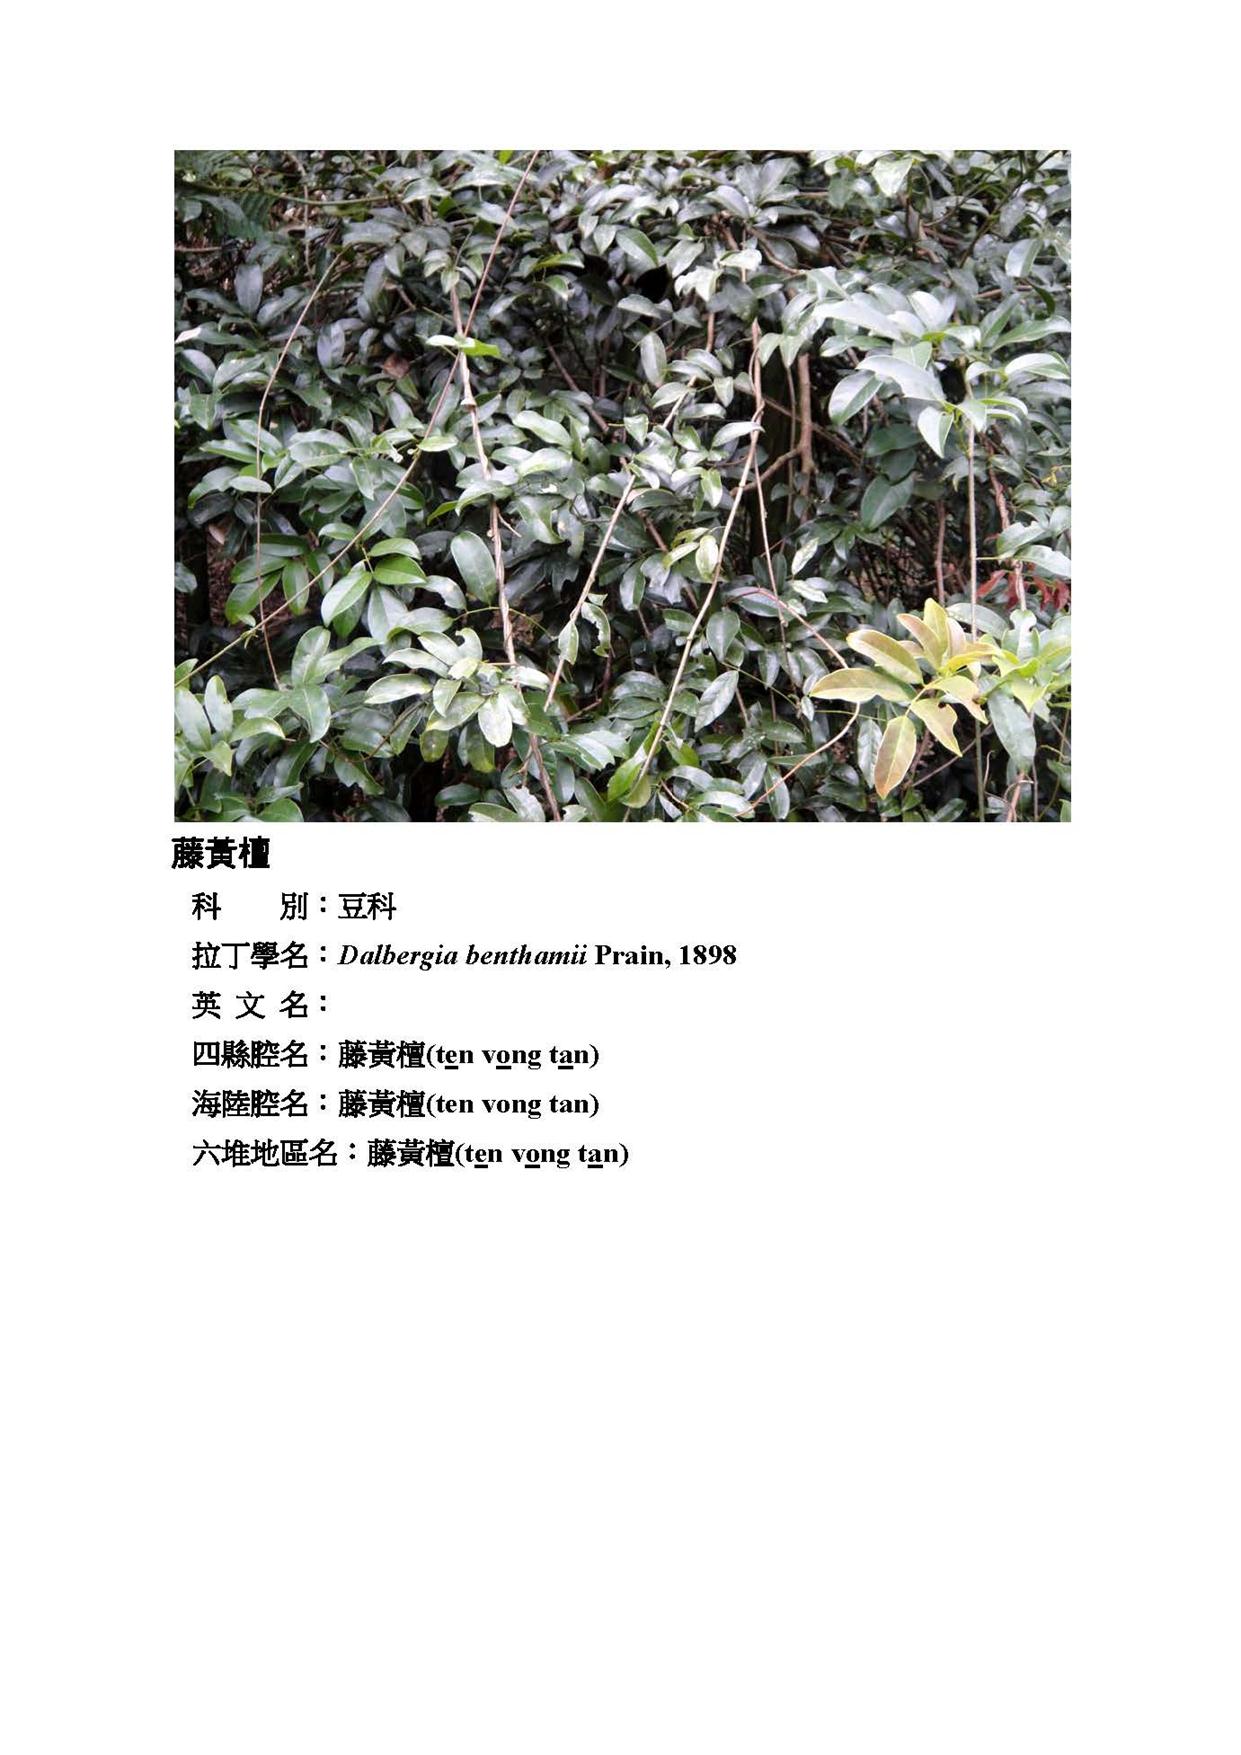 藤黃檀
科　　別：豆科
拉丁學名：Dalbergia benthamii Prain, 1898
英 文 名：
四縣腔名：藤黃檀(ten vong tan)
海陸腔名：藤黃檀(ten vong tan)
六堆地區名：藤黃檀(ten vong tan)